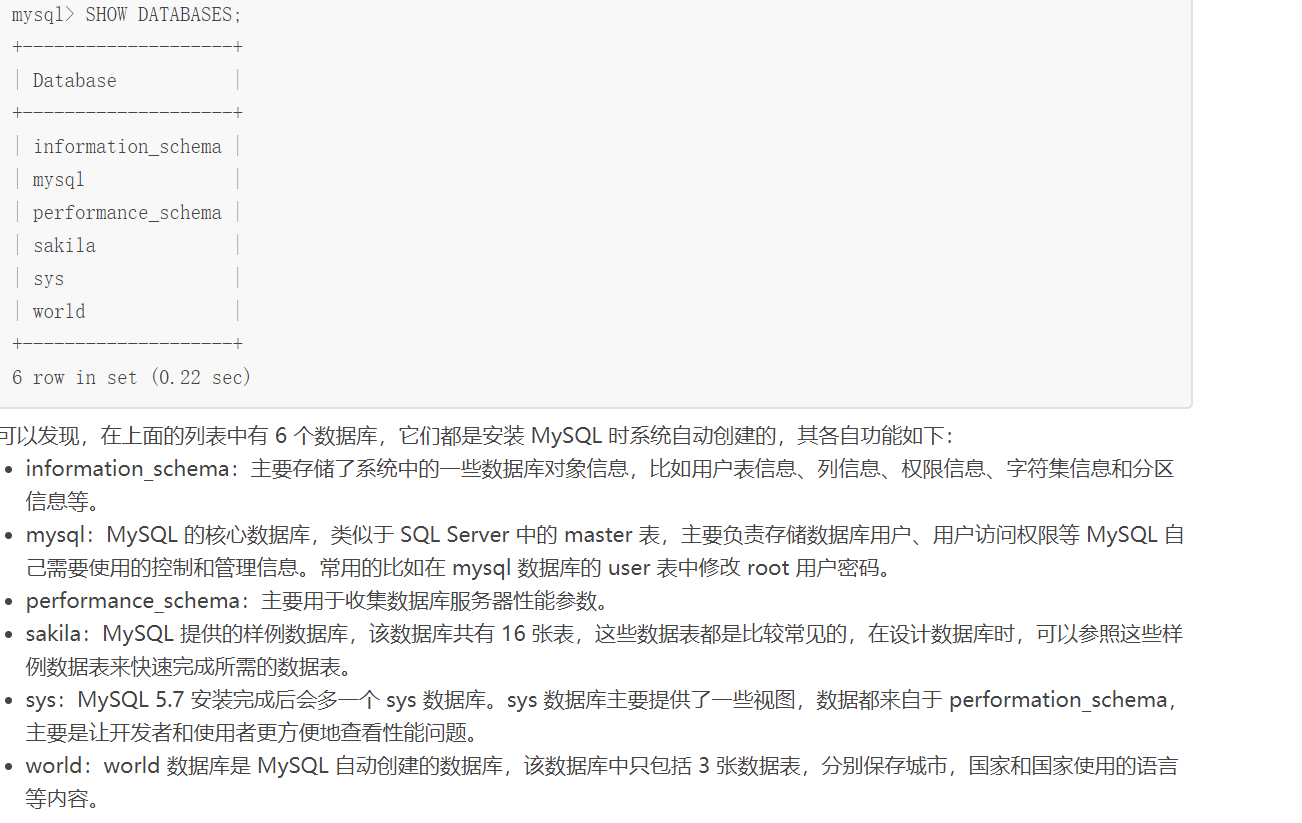 mysql> SHOW DATABASES;
+--------------------+
| Database           |
+--------------------+
| information_schema |
| mysql              |
| performance_schema |
| sakila             |
| sys                |
| world              |
+--------------------+
6 row in set (0.22 sec)
可以发现，在上面的列表中有 6 个数据库，它们都是安装 MySQL 时系统自动创建的，其各自功能如下：
• information_schema：主要存储了系统中的一些数据库对象信息，比如用户表信息、列信息、权限信息、字符集信息和分区
信息等。
• mysql：MySQL 的核心数据库，类似于 SQL Server 中的 master 表，主要负责存储数据库用户、用户访问权限等 MySQL 自
己需要使用的控制和管理信息。常用的比如在 mysql 数据库的 user 表中修改 root 用户密码。
• performance_schema：主要用于收集数据库服务器性能参数。
• sakila：MySQL 提供的样例数据库，该数据库共有 16 张表，这些数据表都是比较常见的，在设计数据库时，可以参照这些样
例数据表来快速完成所需的数据表。
• sys：MySQL 5.7 安装完成后会多一个 sys 数据库。sys 数据库主要提供了一些视图，数据都来自于 performation_schema，
主要是让开发者和使用者更方便地查看性能问题。
• world：world 数据库是 MySQL 自动创建的数据库，该数据库中只包括 3 张数据表，分别保存城市，国家和国家使用的语言
等内容。